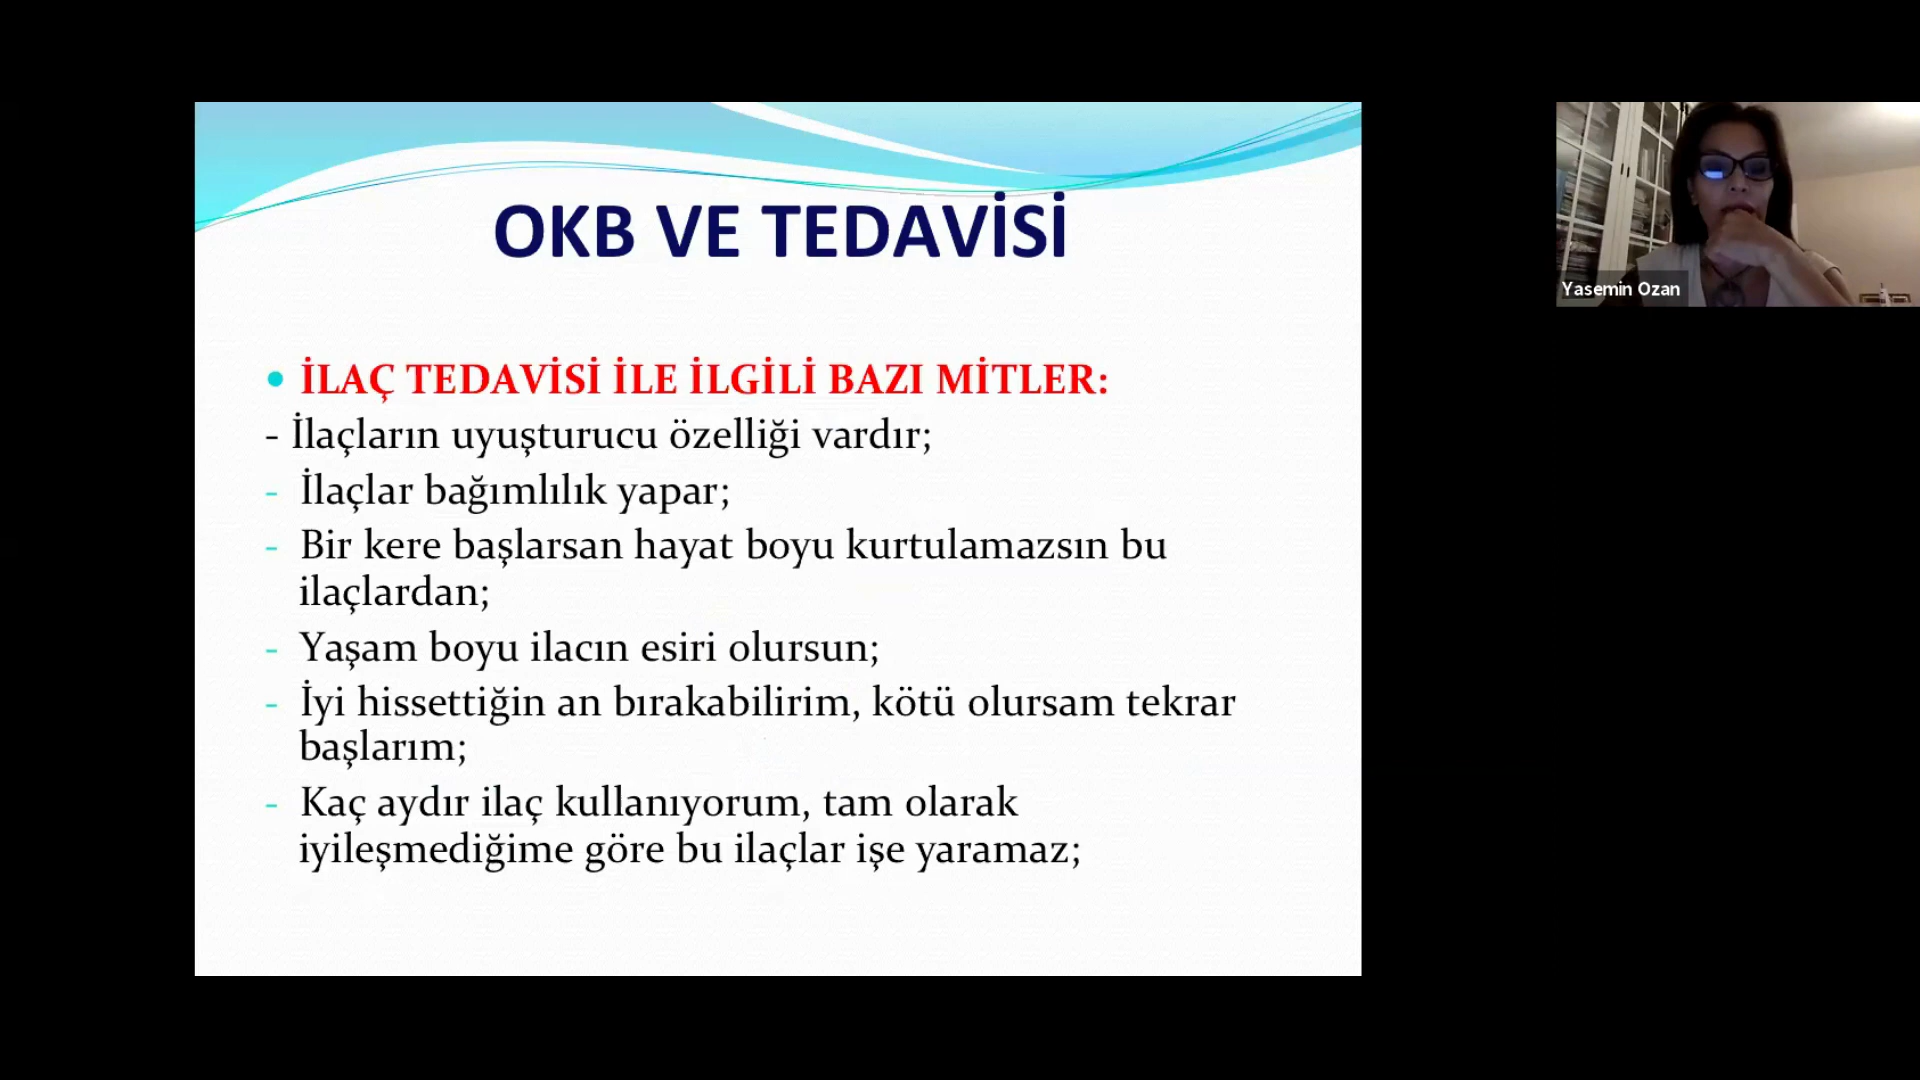 OKB VE TEDAVİSİ
• İLAÇ TEDAVİSİ İLE İLGİLİ BAZI MİTLER:
- İlaçların uyuşturucu özelliği vardır;
- İlaçlar bağımlılık yapar;
- Bir kere başlarsan hayat boyu kurtulamazsın bu
ilaçlardan;
- Yaşam boyu ilacın esiri olursun;
- İyi hissettiğin an bırakabilirim, kötü olursam tekrar
başlarım;
- Kaç aydır ilaç kullanıyorum, tam olarak
iyileşmediğime göre bu ilaçlar işe yaramaz;
Yasemin Ozan